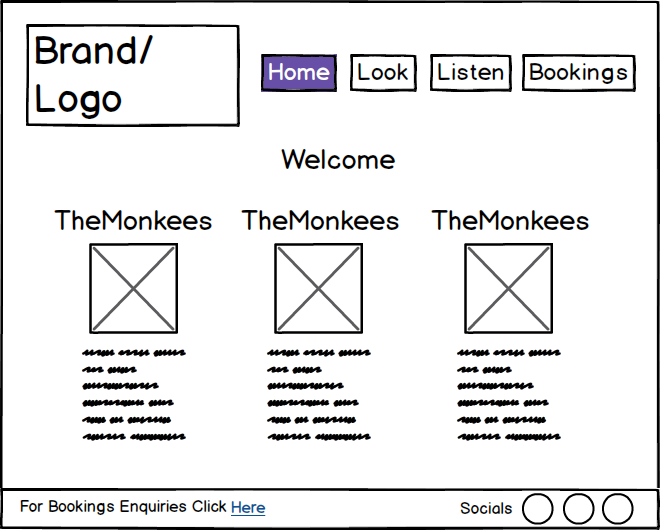 Brand/
Logo
Home Look Listen Bookings
Welcome
TheMonkees TheMonkees TheMonkees
For Bookings Enquiries Click Here
Socials